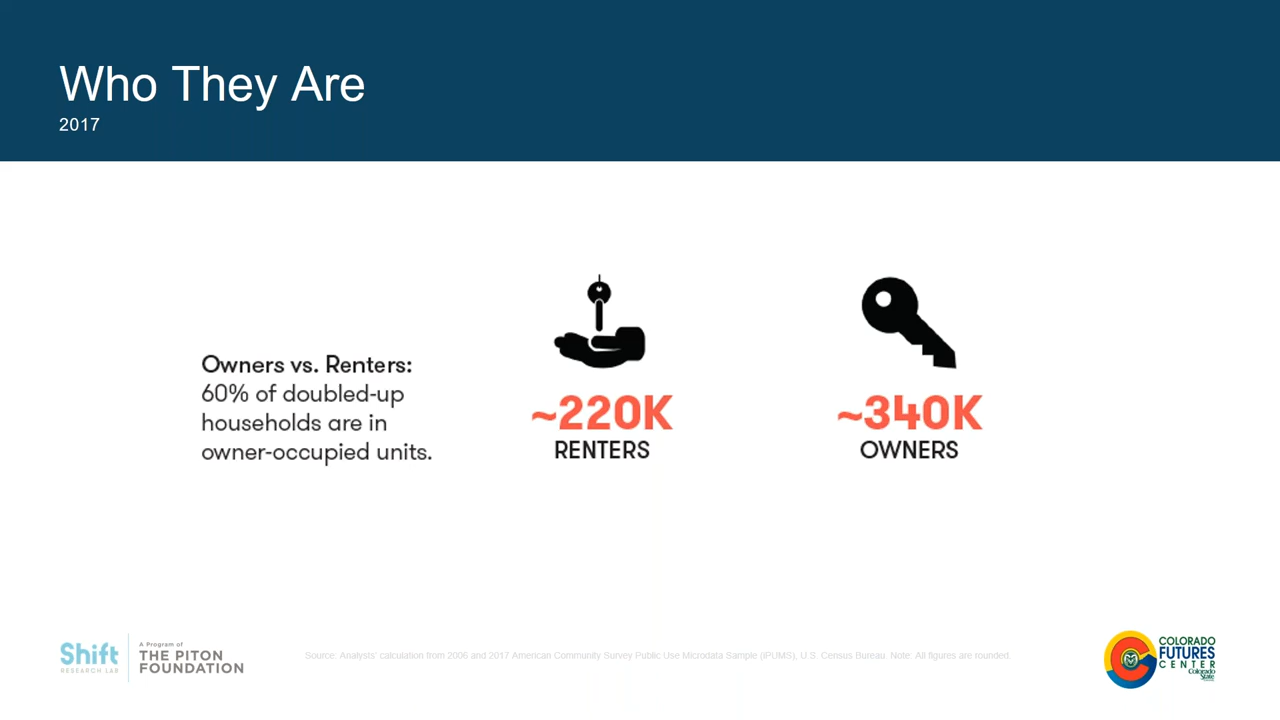 Who They Are
2017
Owners vs. Renters:
60% of doubled-up
households are in
owner-occupied units.
~220K
RENTERS
~340K
OWNERS
Shift
RESEARCH LAB
A Program of
THE PITON
FOUNDATION
Source: Analysts' calculation from 2006 and 2017 American Community Survey Public Use Microdata Sample (iPUMS), U.S. Census Bureau. Note: All figures are rounded.
COLORADO
FUTURES
CENTER
Colorado
State